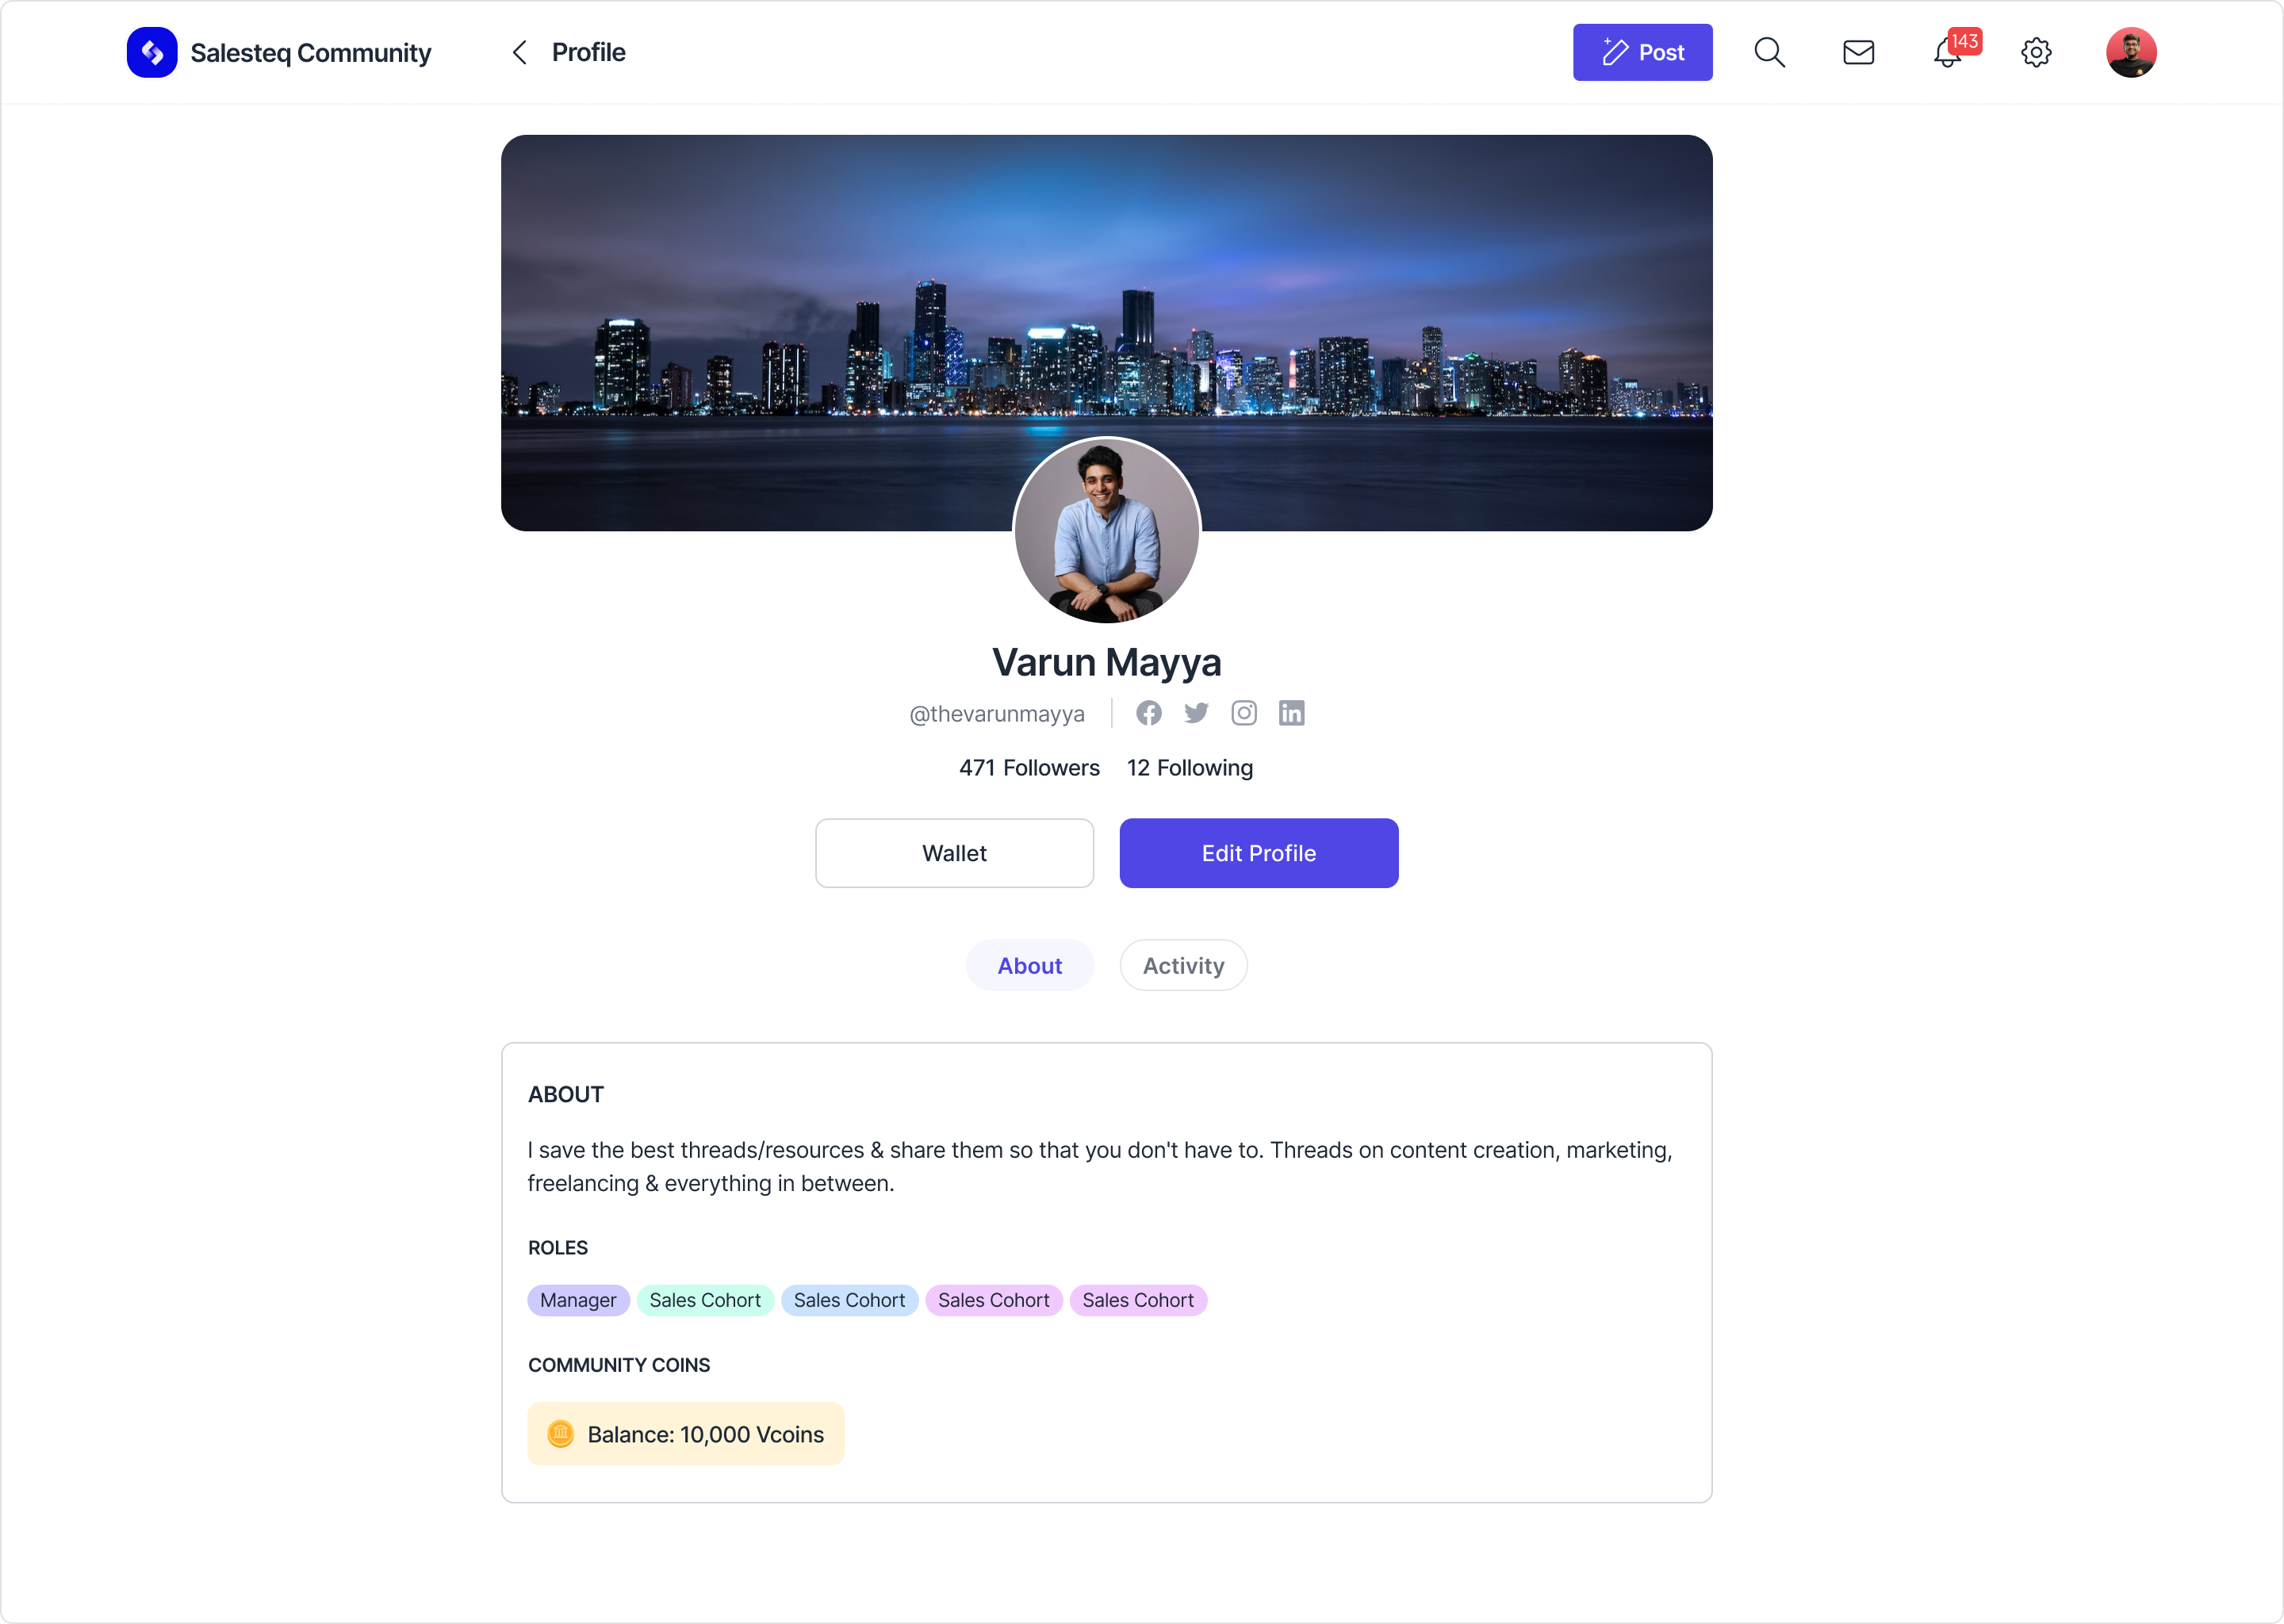 Salesteq Community
Profile
Post
143
Varun Mayya
@thevarunmayya
471 Followers 12 Following
Wallet
Edit Profile
About
Activity
ABOUT
I save the best threads/resources & share them so that you don't have to. Threads on content creation, marketing,
freelancing & everything in between.
ROLES
Manager Sales Cohort Sales Cohort Sales Cohort Sales Cohort
COMMUNITY COINS
Balance: 10,000 Vcoins